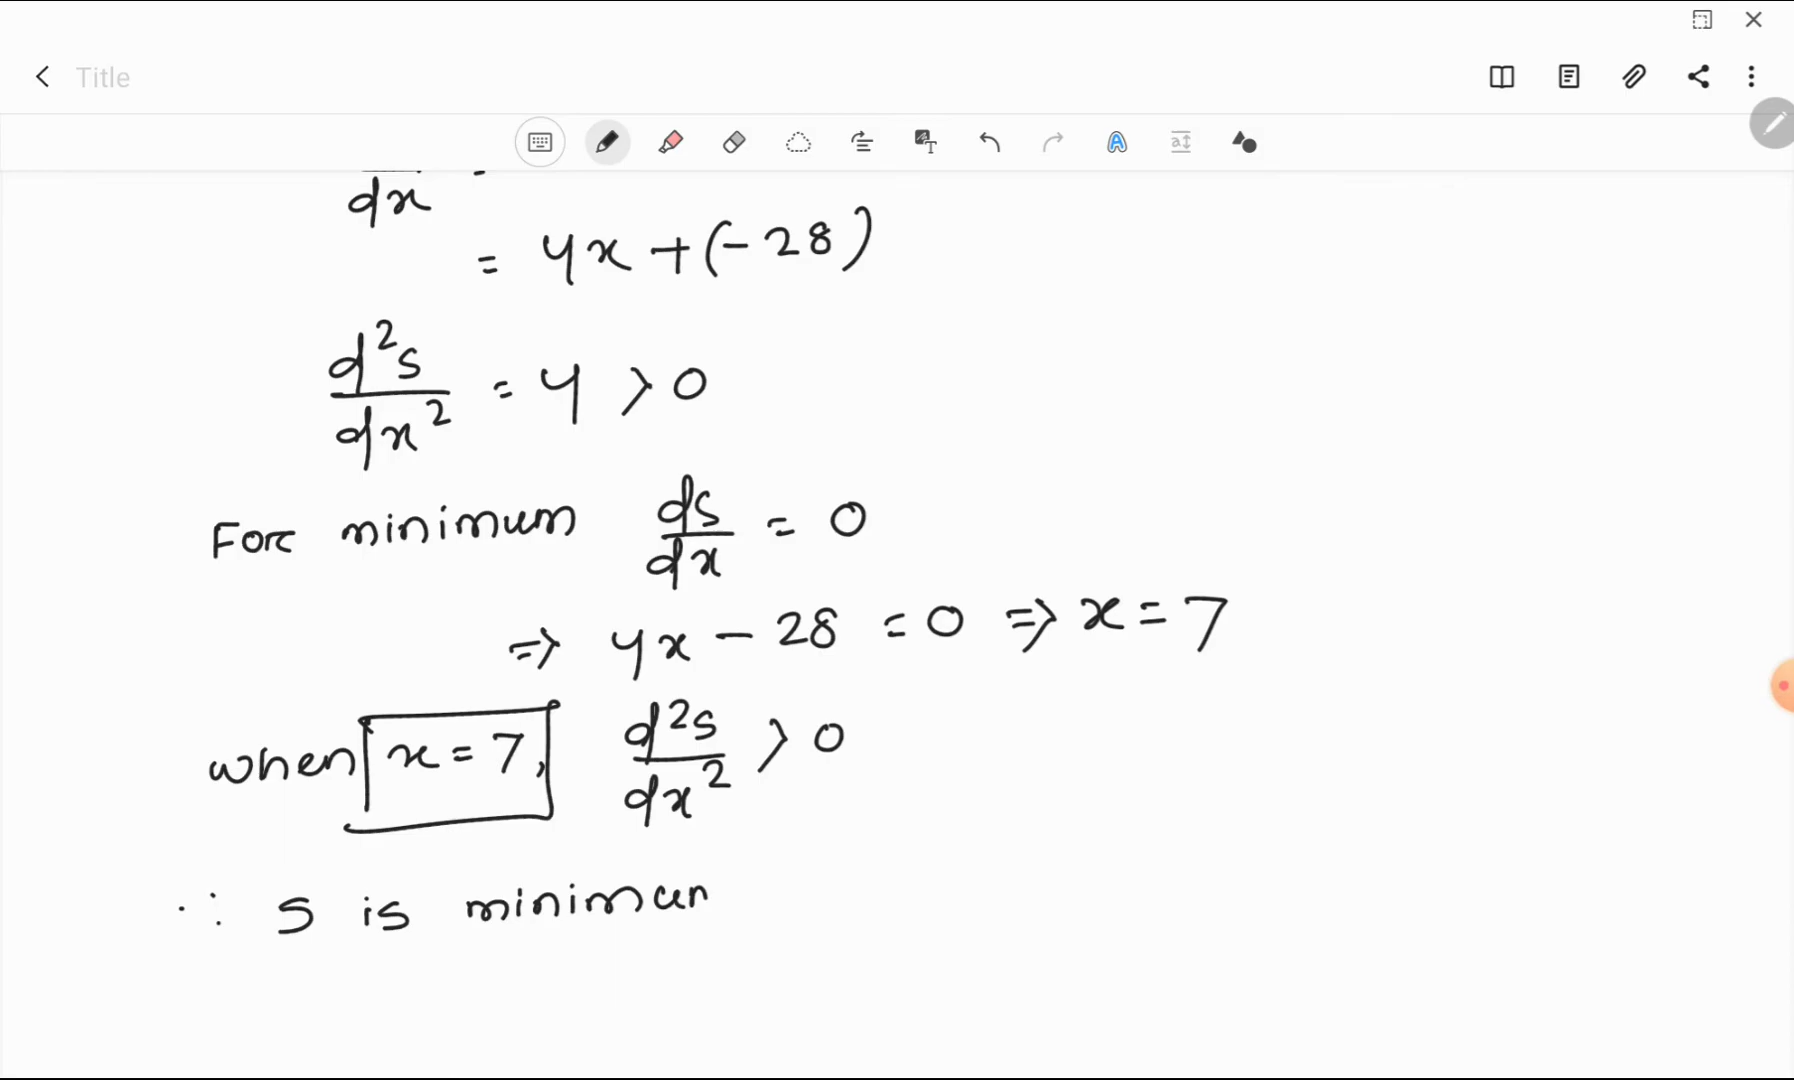 Title
dx =
= 4x + (-28)
d²s/dx² = 4 > 0
For minimum ds/dx = 0
=> 4x - 28 = 0 => x = 7
when x = 7, d²s/dx² > 0
∴ S is minimum